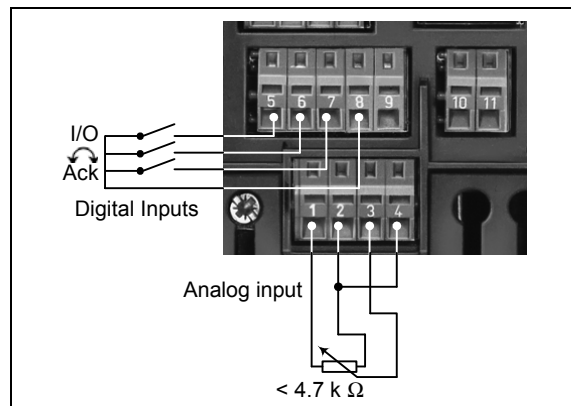 5 6 7 8 9 10 11
I/O
Ack
Digital Inputs
1 2 3 4
Analog input
< 4.7 k Ω